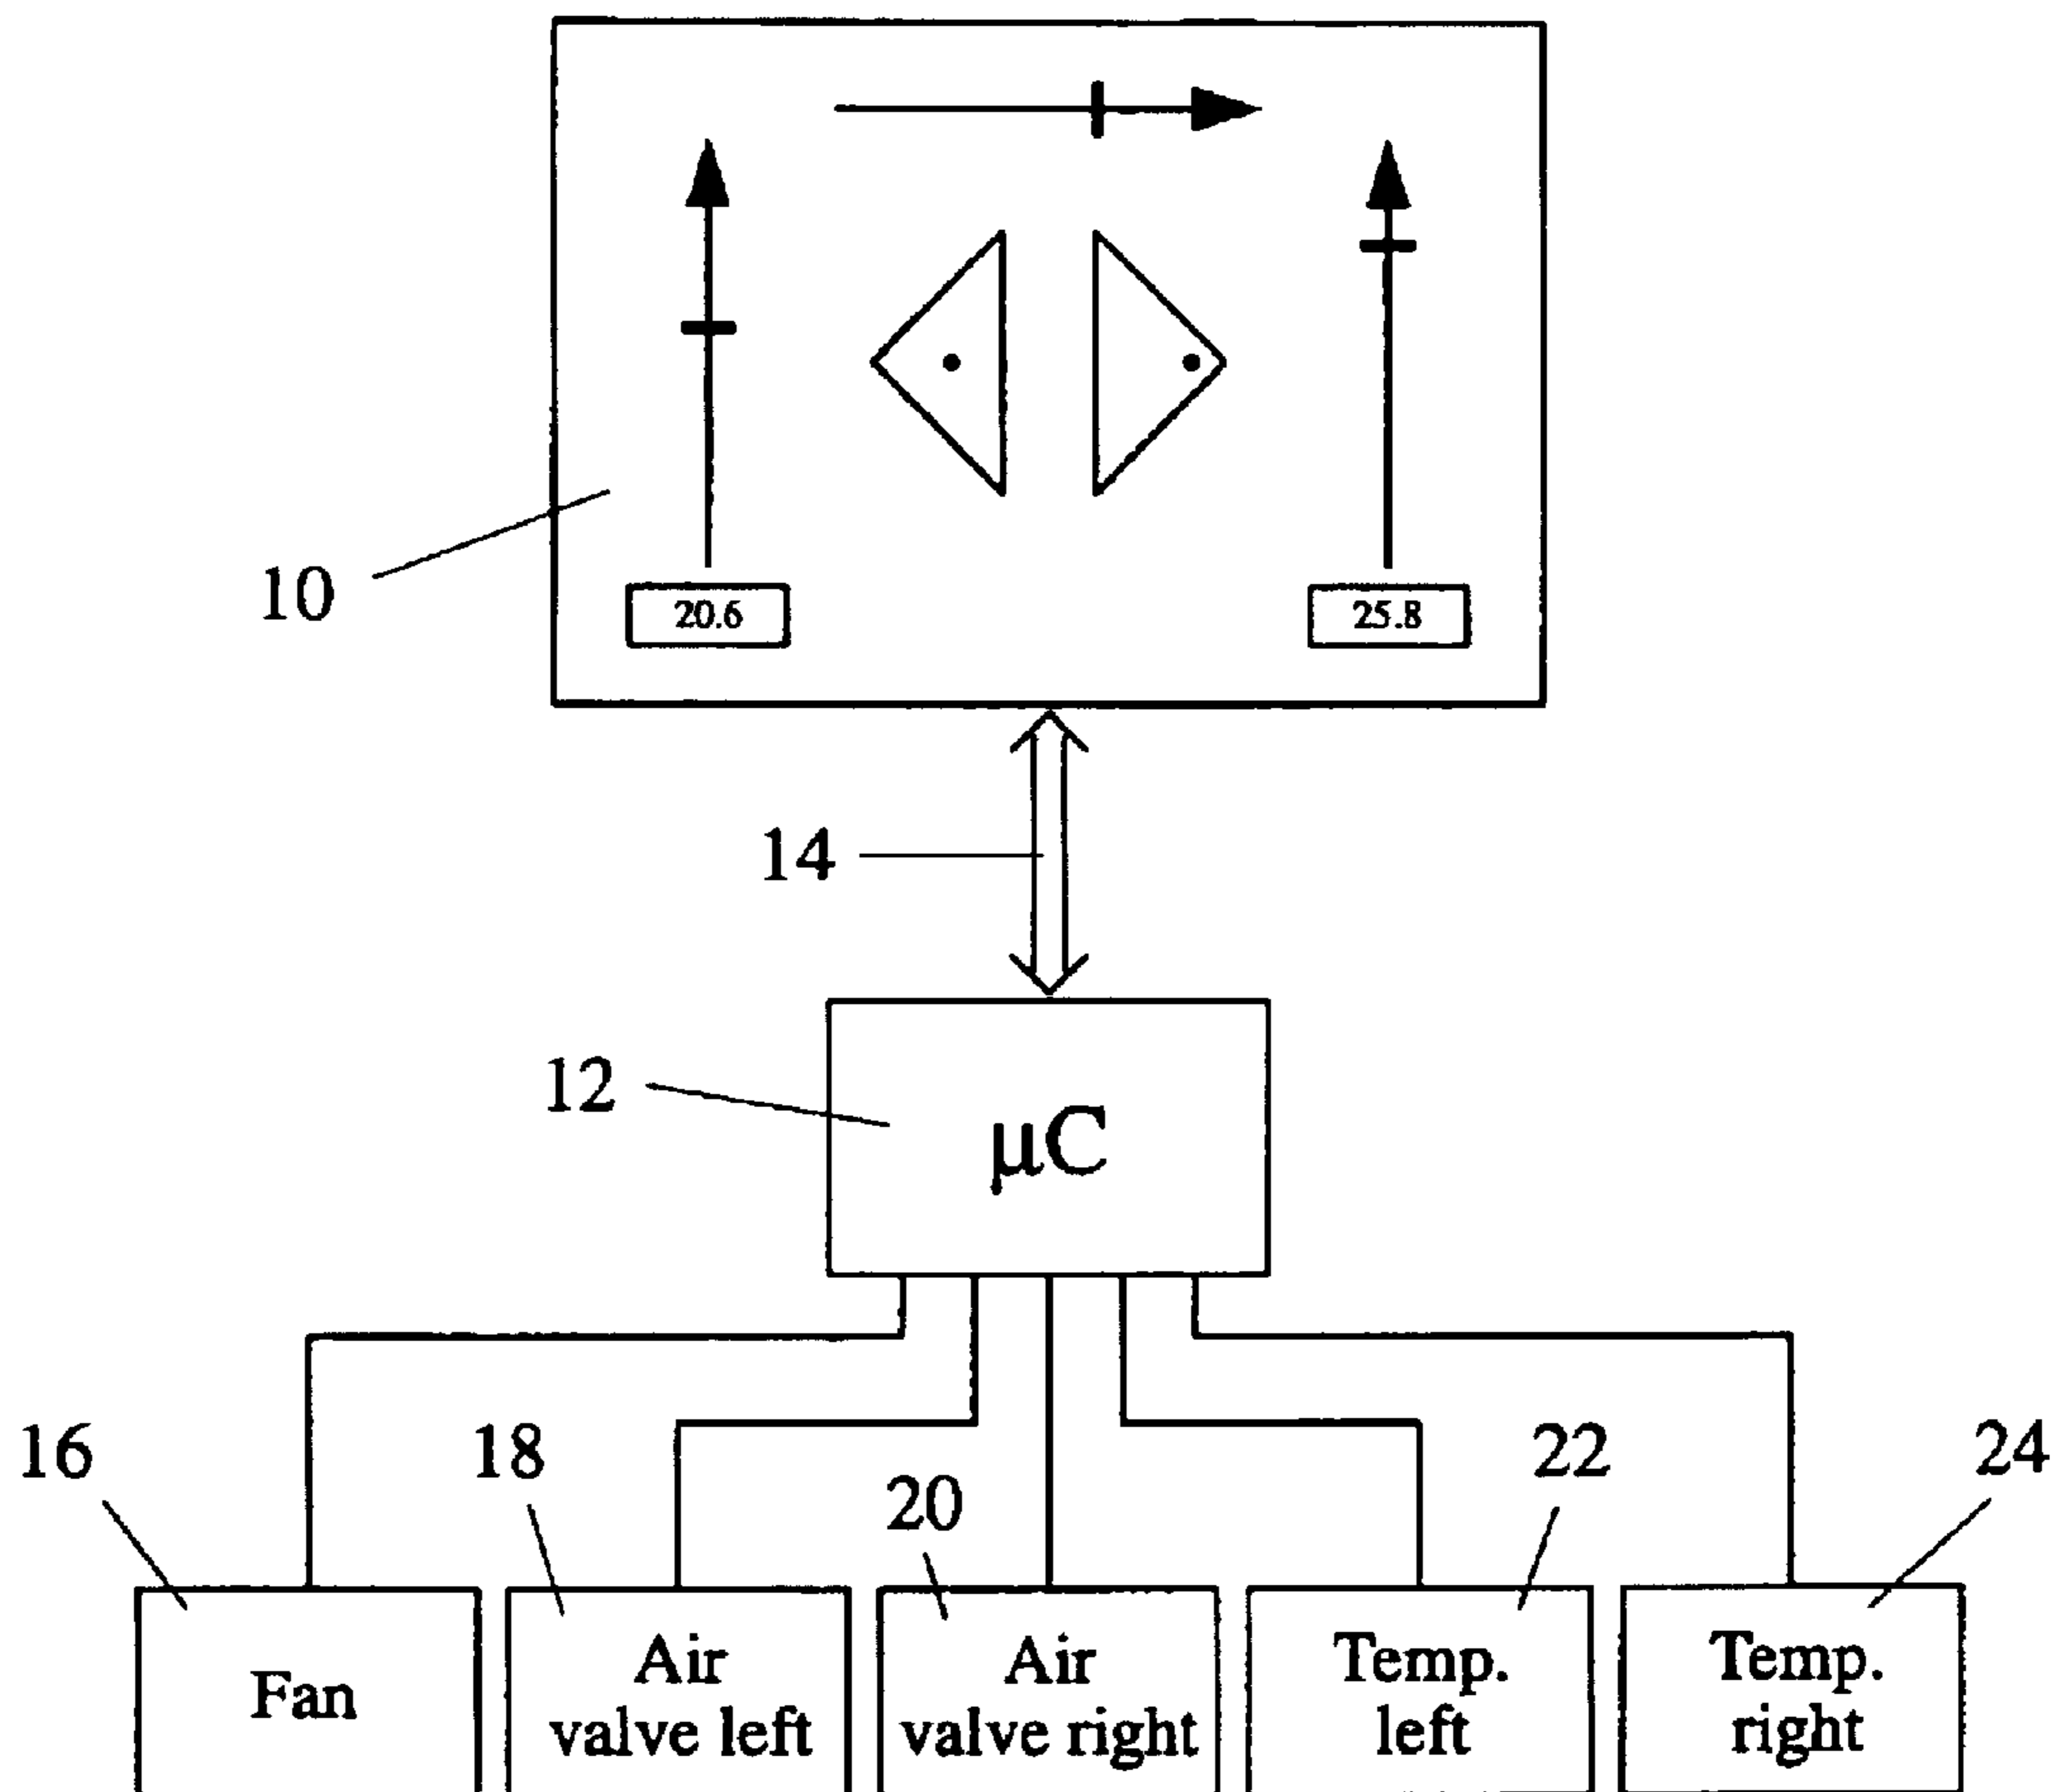 10
20.6
25.8
14
12
µC
16
18
20
22
24
Fan
Air
valve left
Air
valve right
Temp.
left
Temp.
right